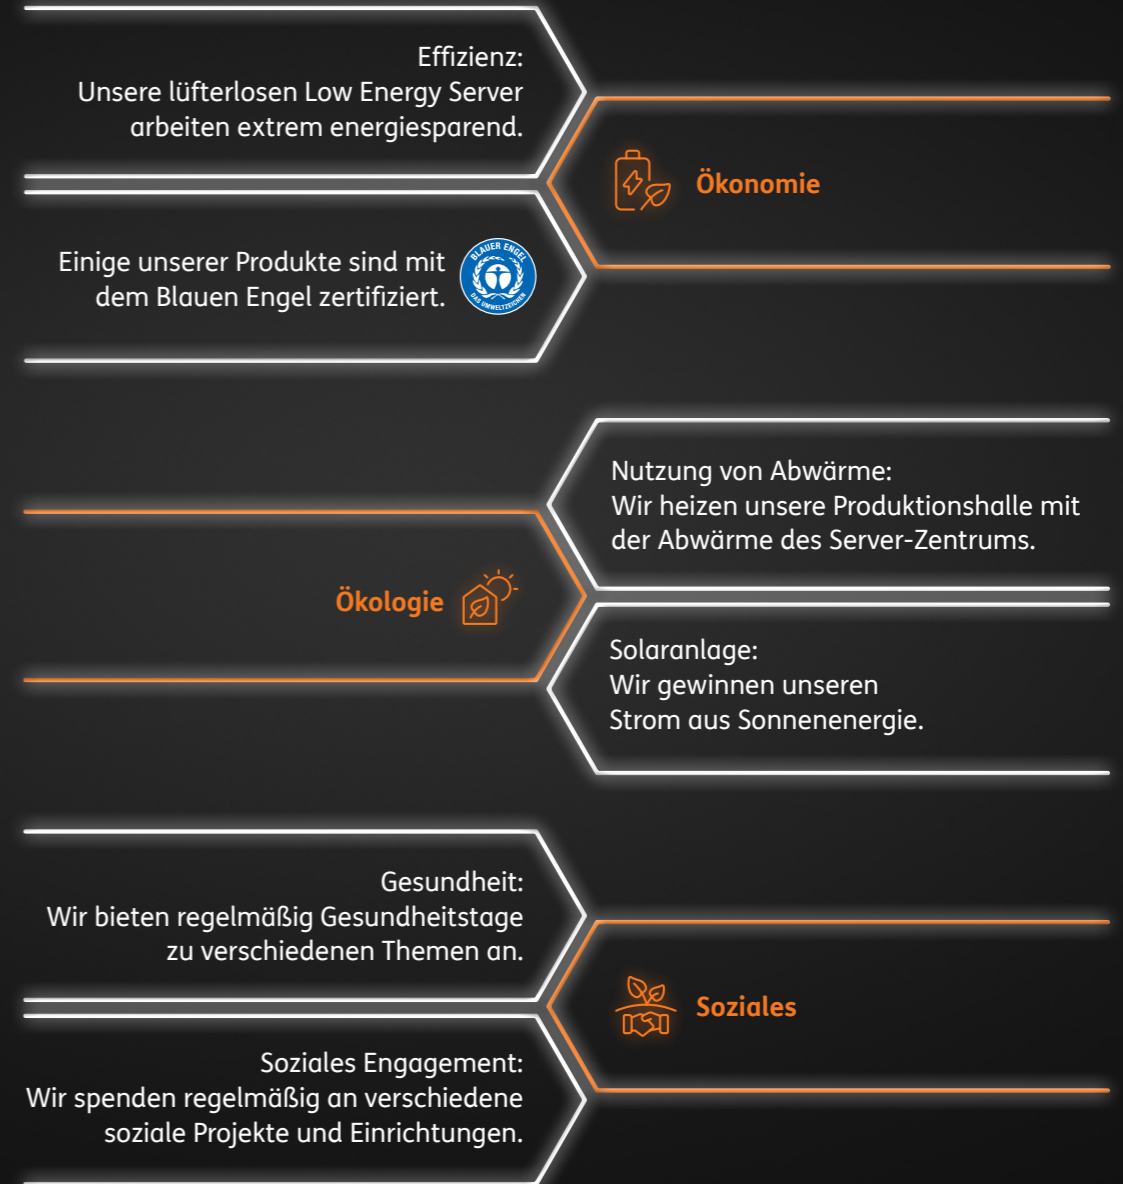 Effizienz:
Unsere lüfterlosen Low Energy Server
arbeiten extrem energiesparend.
Ökonomie
Einige unserer Produkte sind mit
dem Blauen Engel zertifiziert.
BLAUER ENGEL
DAS UMWELTZEICHEN
Nutzung von Abwärme:
Wir heizen unsere Produktionshalle mit
der Abwärme des Server-Zentrums.
Ökologie
Solaranlage:
Wir gewinnen unseren
Strom aus Sonnenenergie.
Gesundheit:
Wir bieten regelmäßig Gesundheitstage
zu verschiedenen Themen an.
Soziales
Soziales Engagement:
Wir spenden regelmäßig an verschiedene
soziale Projekte und Einrichtungen.